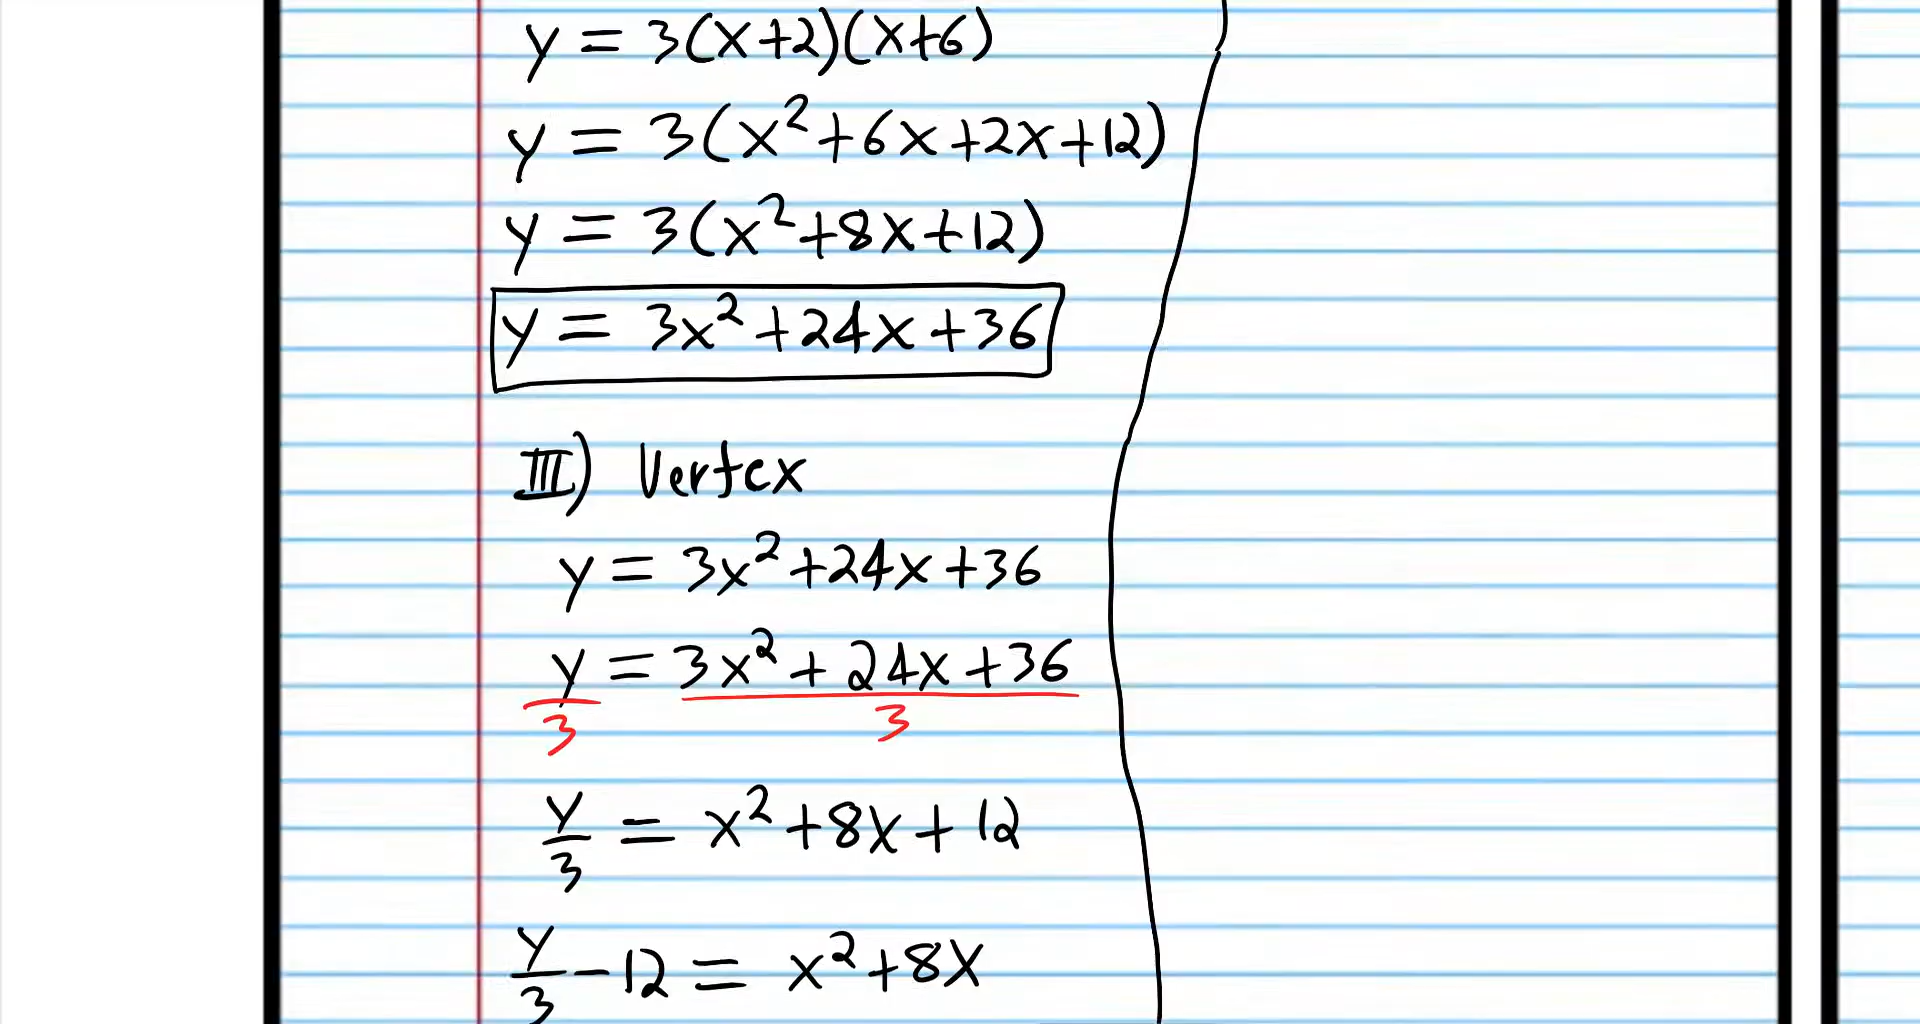 y = 3(x+2)(x+6)
y = 3(x²+6x+2x+12)
y = 3(x²+8x+12)
y = 3x²+24x+36
III) Vertex
y = 3x²+24x+36
y/3 = (3x²+24x+36)/3
y/3 = x²+8x+12
y/3 - 12 = x²+8x